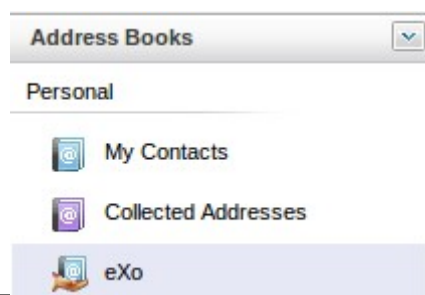 Address Books
Personal
My Contacts
Collected Addresses
eXo